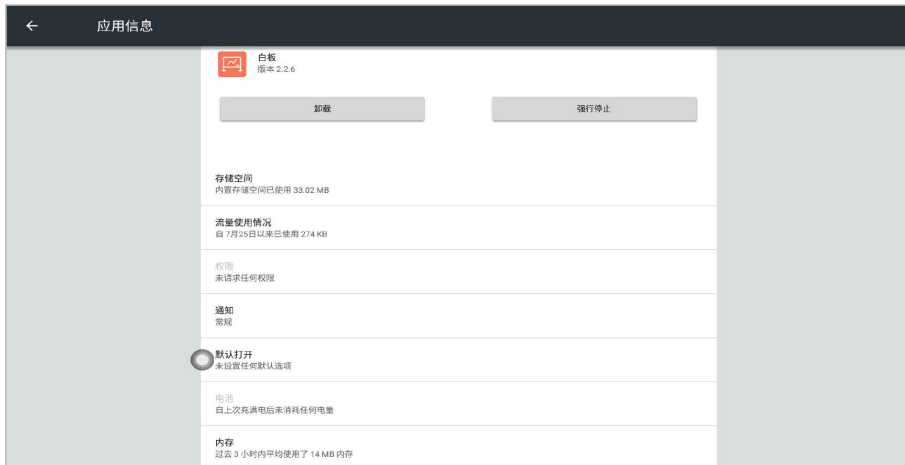 应用信息
白板
版本 2.2.6
卸载
强行停止
存储空间
内置存储空间已使用 33.02 MB
流量使用情况
自 7月25日以来已使用 274 KB
权限
未请求任何权限
通知
常规
默认打开
未设置任何默认选项
电池
自上次充满电后未消耗任何电量
内存
过去 3 小时内平均使用了 14 MB 内存